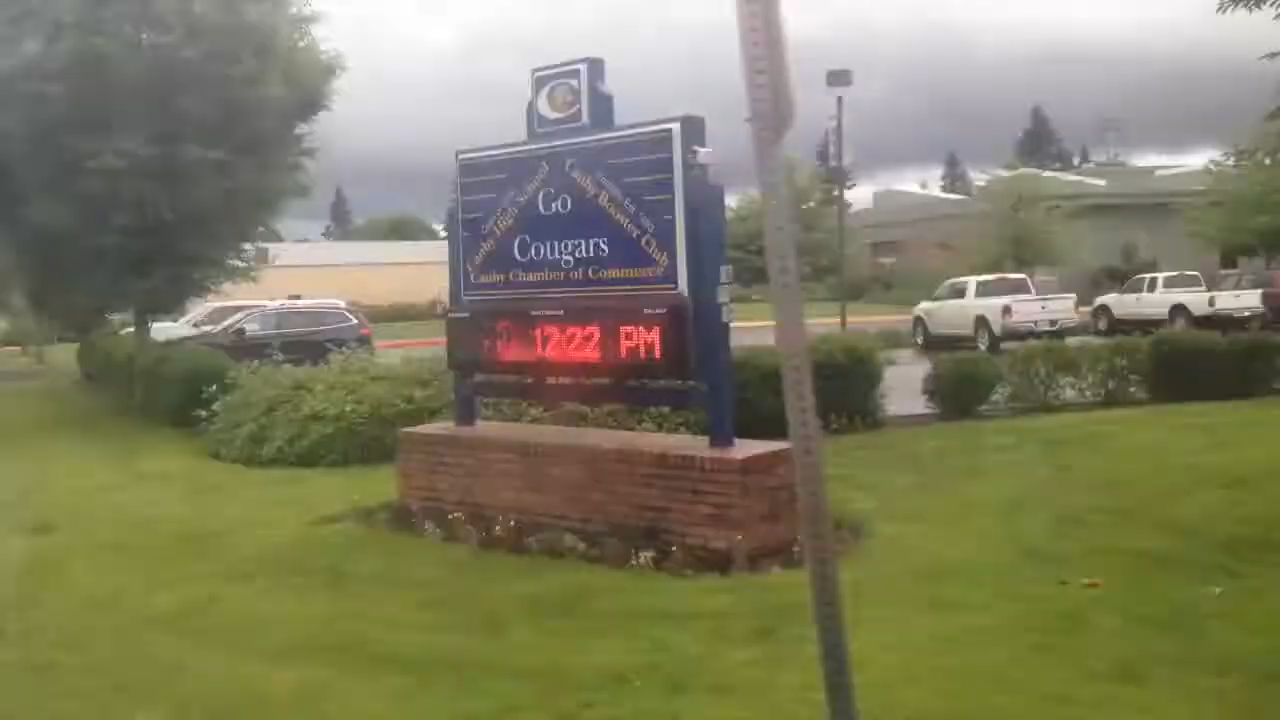 C
Canby High School
Canby Booster Club
Go
Cougars
Canby Chamber of Commerce
12:22 PM